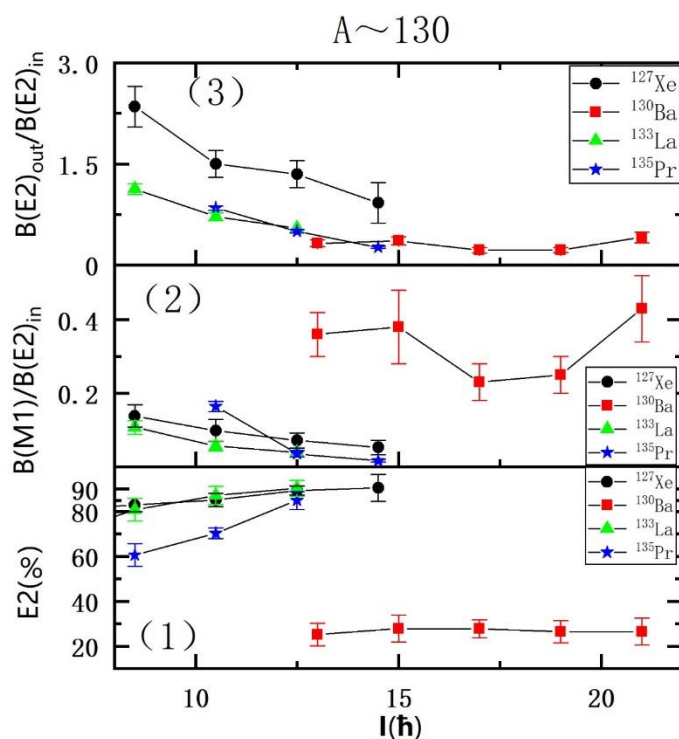 A～130
B(E2)out/B(E2)in
3.0
1.5
0
(3)
127Xe
130Ba
133La
135Pr
B(M1)/B(E2)in
0.4
0.2
(2)
127Xe
130Ba
133La
135Pr
E2(%)
90
80
60
40
20
(1)
127Xe
130Ba
133La
135Pr
10
15
20
I(ħ)